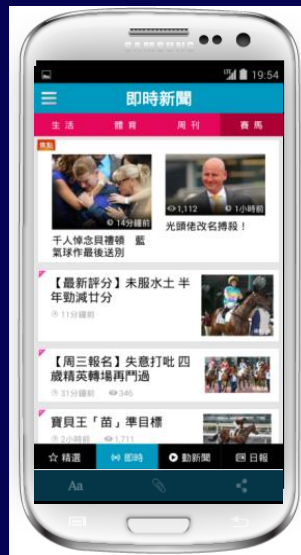 SAMSUNG
19:54
即時新聞
生活 體育 周刊 賽馬
焦點
14分鐘前
1,112 1小時前
千人悼念貝禮頓 藍
氣球作最後送別
光頭佬改名搏殺！
【最新評分】未服水土 半
年勁減廿分
11分鐘前
【周三報名】失意打吡 四
歲精英轉場再鬥過
31分鐘前 346
寶貝王「苗」準目標
2小時前 1,711
精選 即時 動新聞 日報
Aa